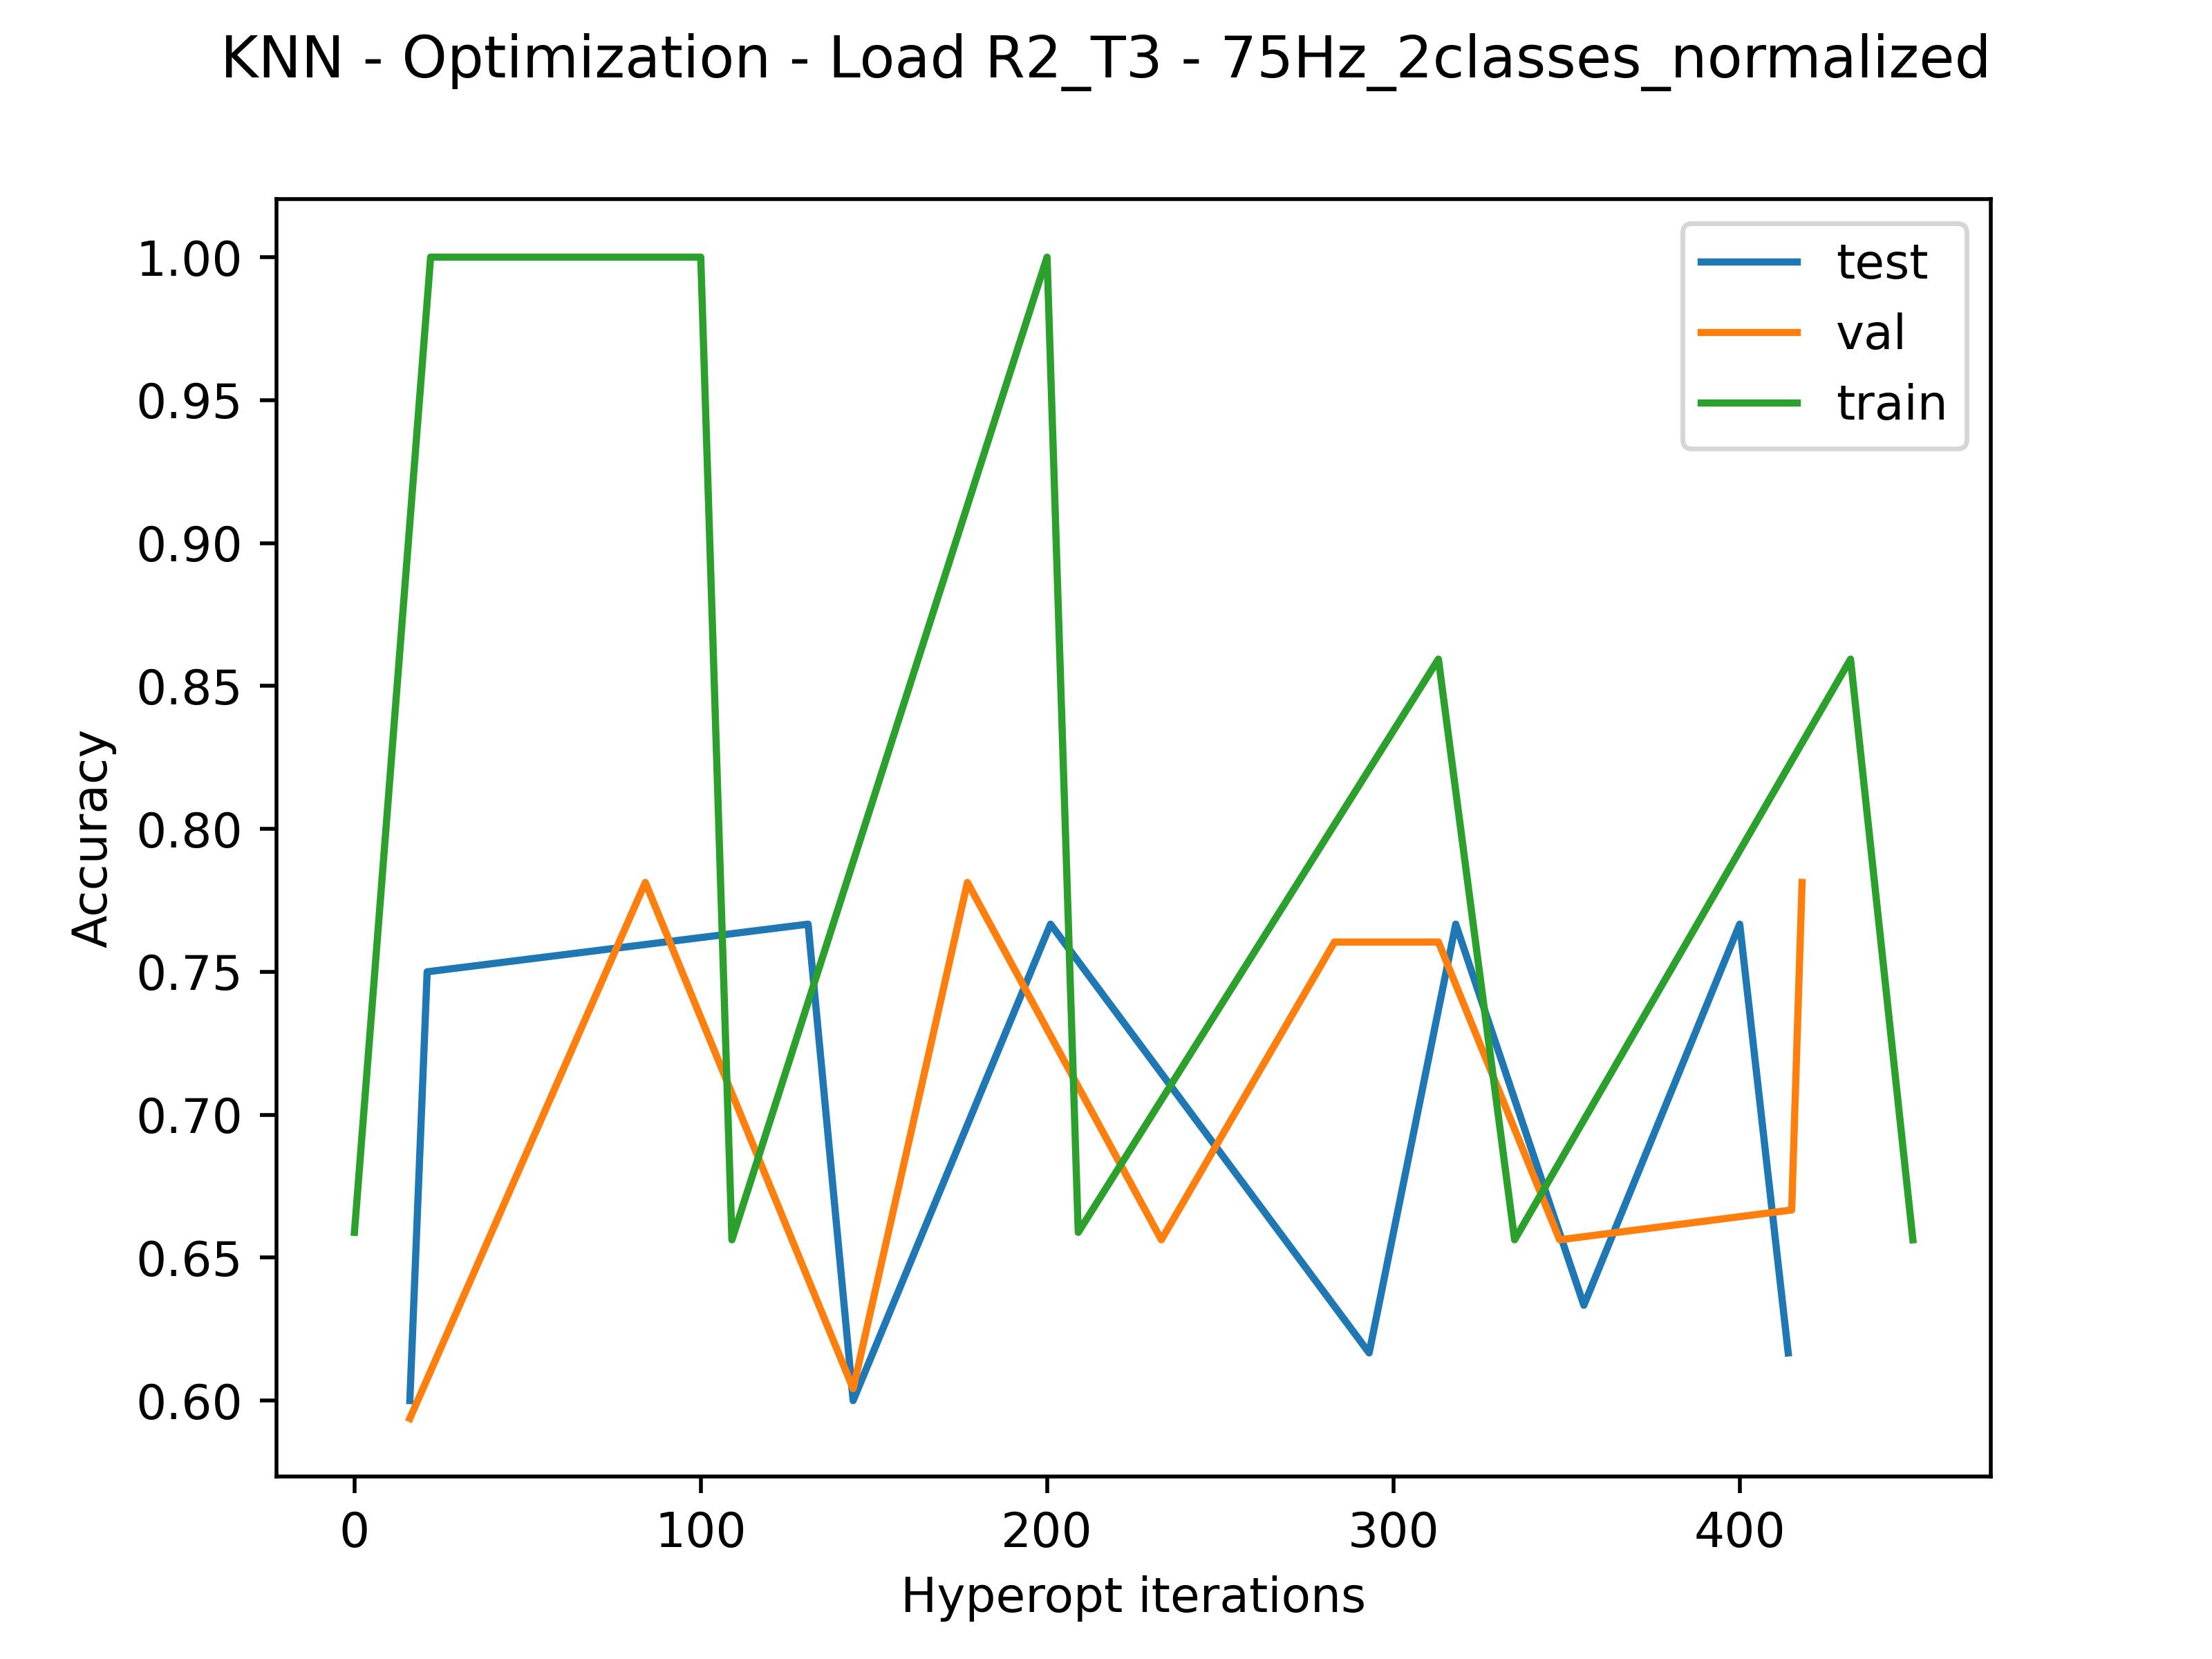 KNN - Optimization - Load R2_T3 - 75Hz_2classes_normalized
test
val
train
1.00
0.95
0.90
0.85
0.80
0.75
0.70
0.65
0.60
Accuracy
0 100 200 300 400
Hyperopt iterations